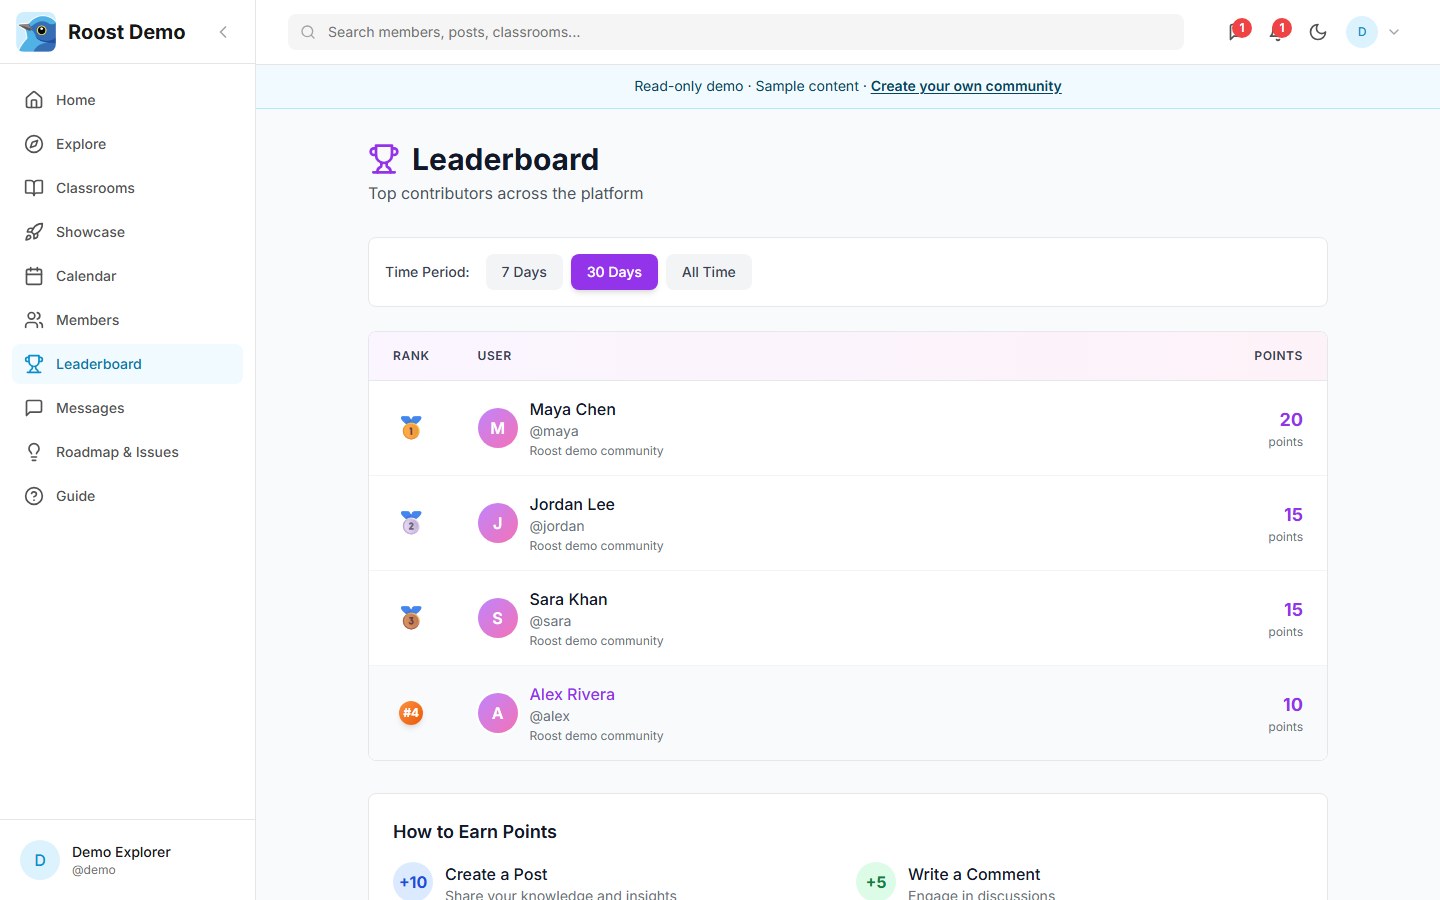 Roost Demo
Search members, posts, classrooms...
1
1
D
Read-only demo · Sample content · Create your own community
Home
Explore
Classrooms
Showcase
Calendar
Members
Leaderboard
Messages
Roadmap & Issues
Guide
D
Demo Explorer
@demo
Leaderboard
Top contributors across the platform
Time Period:
7 Days
30 Days
All Time
RANK
USER
POINTS
1
M
Maya Chen
@maya
Roost demo community
20
points
2
J
Jordan Lee
@jordan
Roost demo community
15
points
3
S
Sara Khan
@sara
Roost demo community
15
points
#4
A
Alex Rivera
@alex
Roost demo community
10
points
How to Earn Points
+10
Create a Post
Share your knowledge and insights
+5
Write a Comment
Engage in discussions